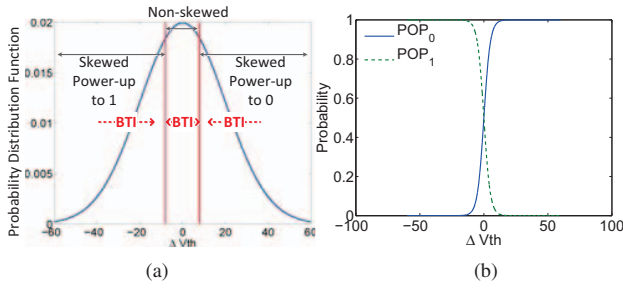 Non-skewed
Probability Distribution Function
0.02
0.015
0.01
0.005
0
Skewed
Power-up
to 1
Skewed
Power-up
to 0
BTI
BTI
BTI
-60 -40 -20 0 20 40 60
Δ Vth
(a)
Probability
1
0.8
0.6
0.4
0.2
0
POP0
POP1
-100 -50 0 50 100
Δ Vth
(b)